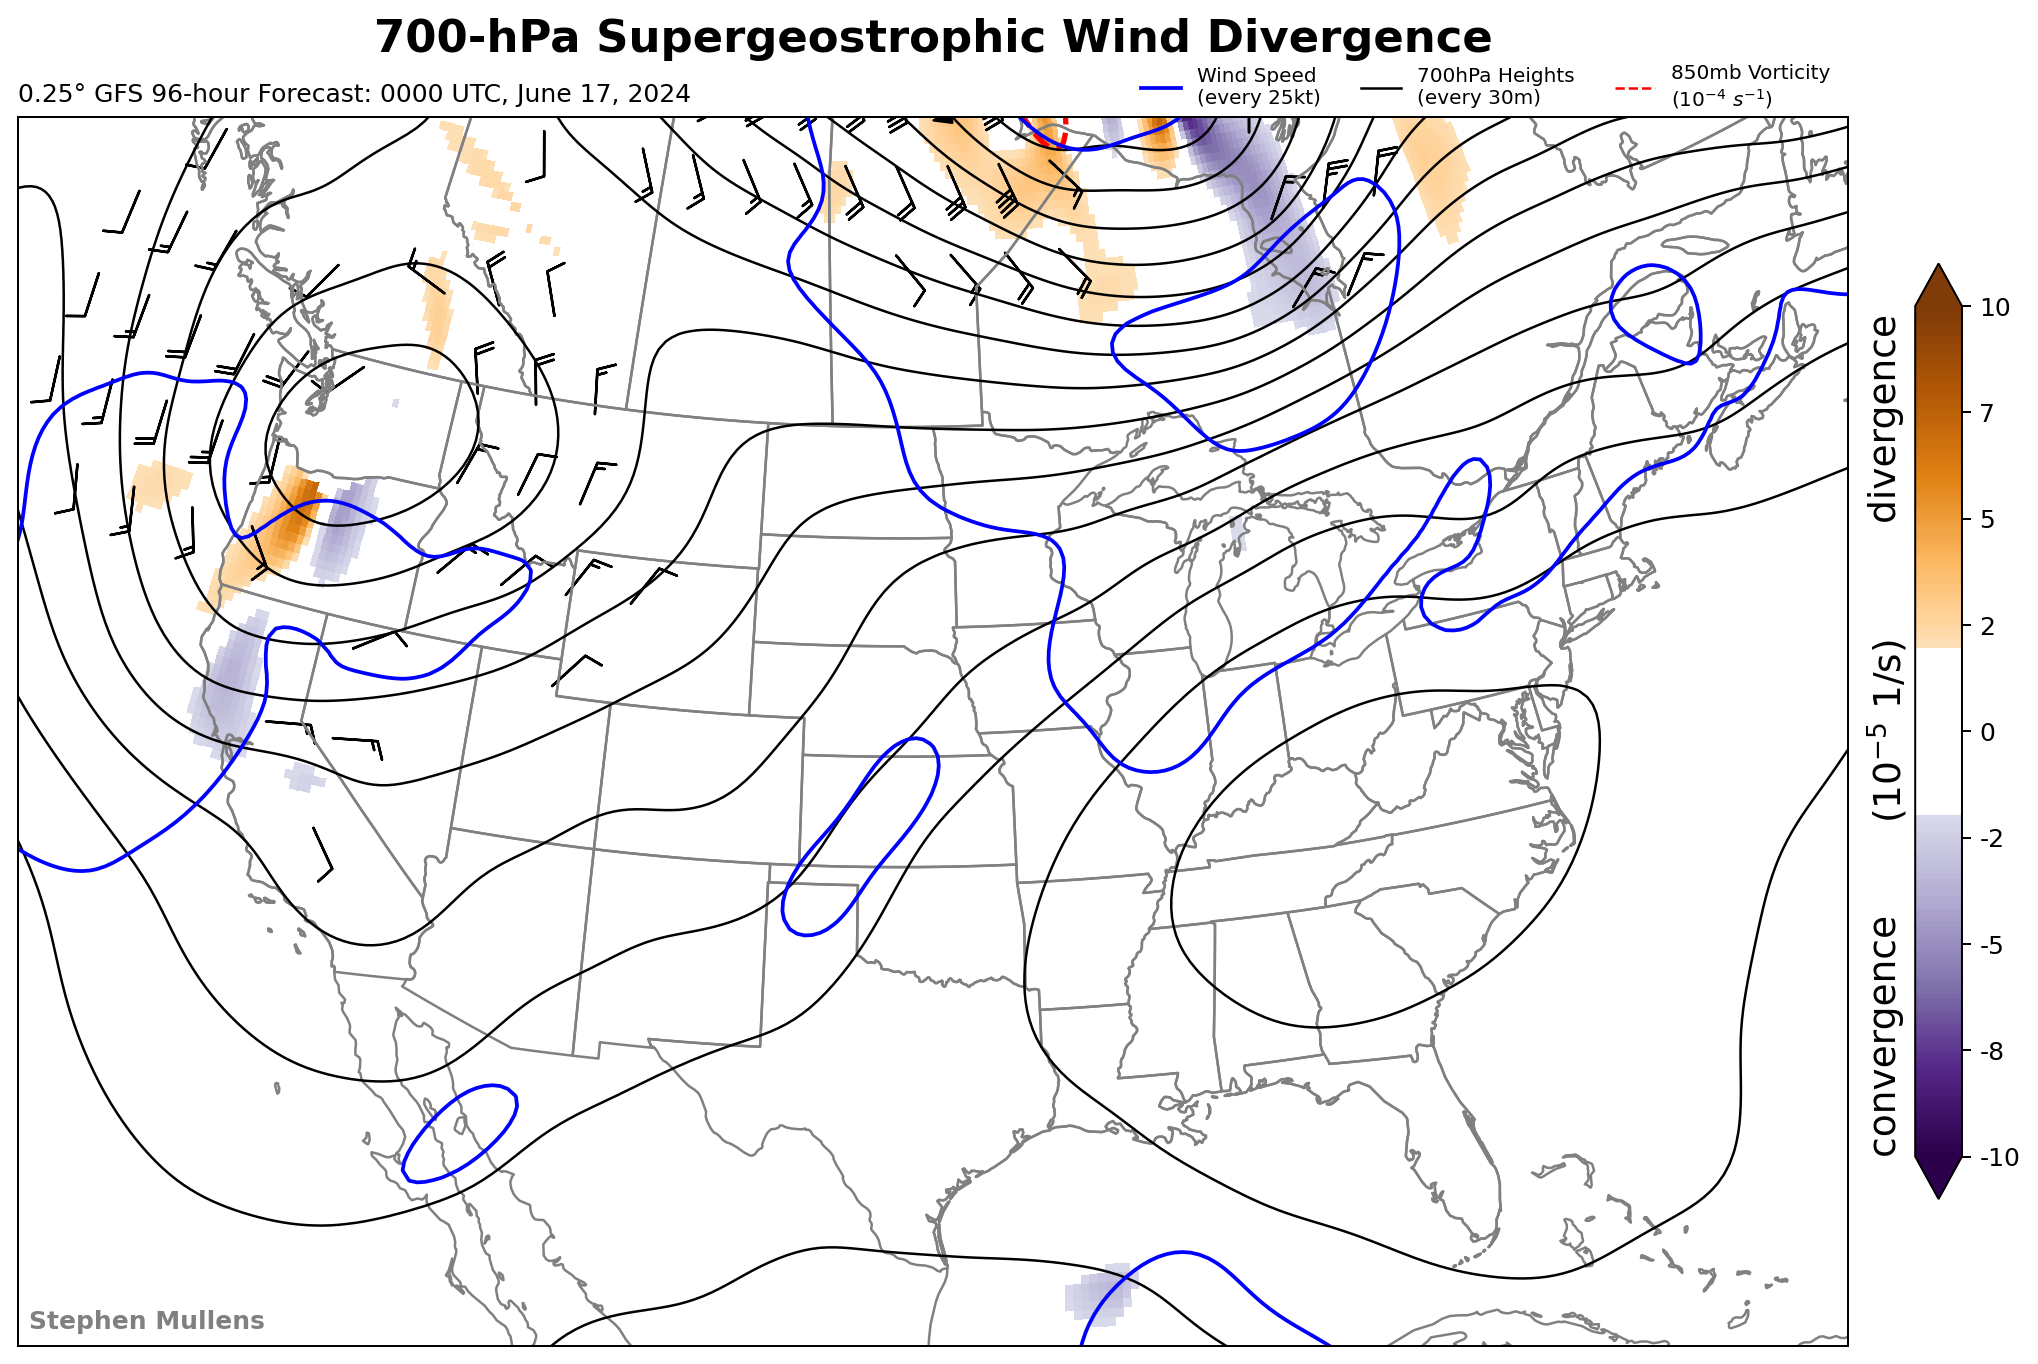 700-hPa Supergeostrophic Wind Divergence
0.25° GFS 96-hour Forecast: 0000 UTC, June 17, 2024
Wind Speed
(every 25kt)
700hPa Heights
(every 30m)
850mb Vorticity
(10⁻⁴ s⁻¹)
10
7
5
2
0
-2
-5
-8
-10
convergence (10⁻⁵ 1/s) divergence
Stephen Mullens